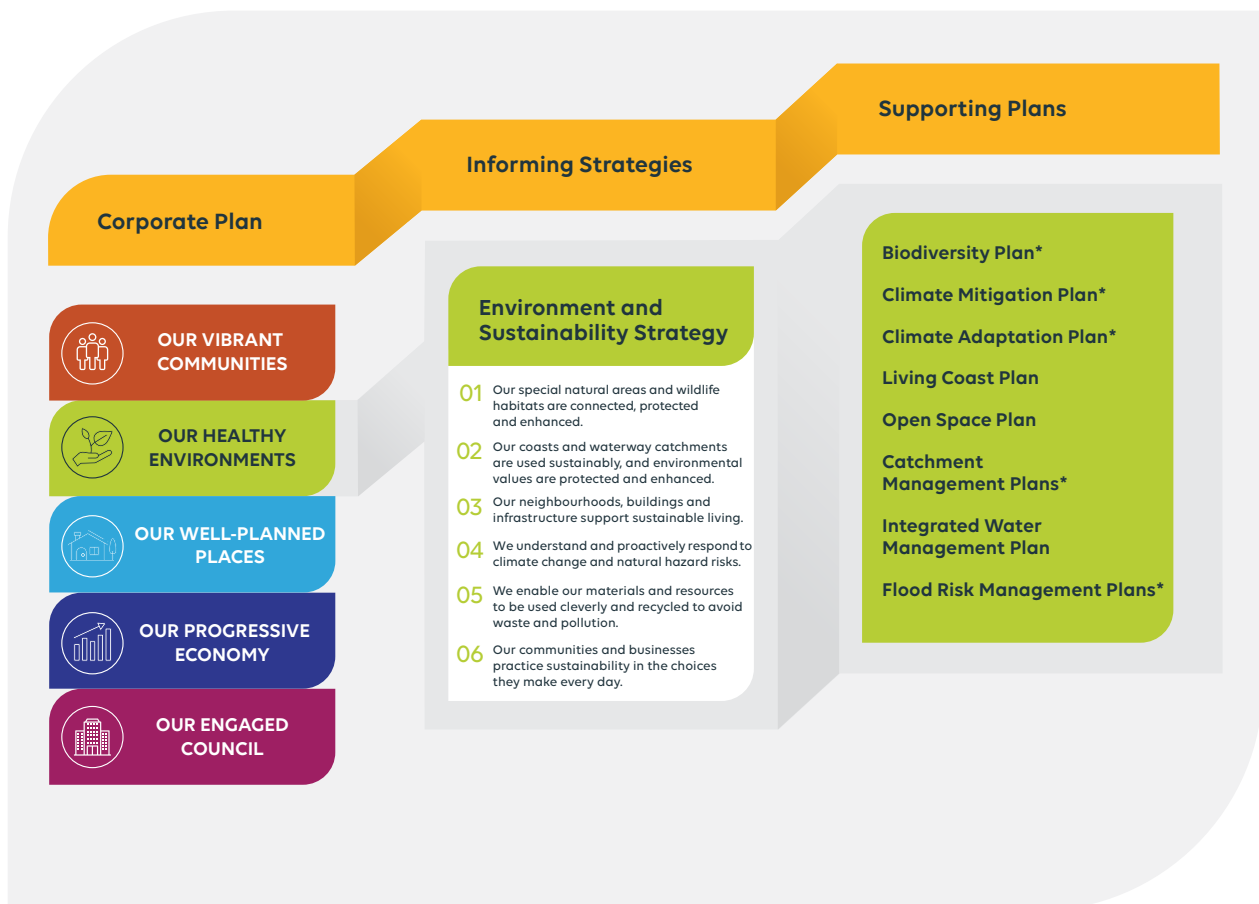 Corporate Plan
Informing Strategies
Supporting Plans
OUR VIBRANT
COMMUNITIES
OUR HEALTHY
ENVIRONMENTS
OUR WELL-PLANNED
PLACES
OUR PROGRESSIVE
ECONOMY
OUR ENGAGED
COUNCIL
Environment and
Sustainability Strategy
01 Our special natural areas and wildlife
habitats are connected, protected
and enhanced.
02 Our coasts and waterway catchments
are used sustainably, and environmental
values are protected and enhanced.
03 Our neighbourhoods, buildings and
infrastructure support sustainable living.
04 We understand and proactively respond to
climate change and natural hazard risks.
05 We enable our materials and resources
to be used cleverly and recycled to avoid
waste and pollution.
06 Our communities and businesses
practice sustainability in the choices
they make every day.
Biodiversity Plan*
Climate Mitigation Plan*
Climate Adaptation Plan*
Living Coast Plan
Open Space Plan
Catchment
Management Plans*
Integrated Water
Management Plan
Flood Risk Management Plans*